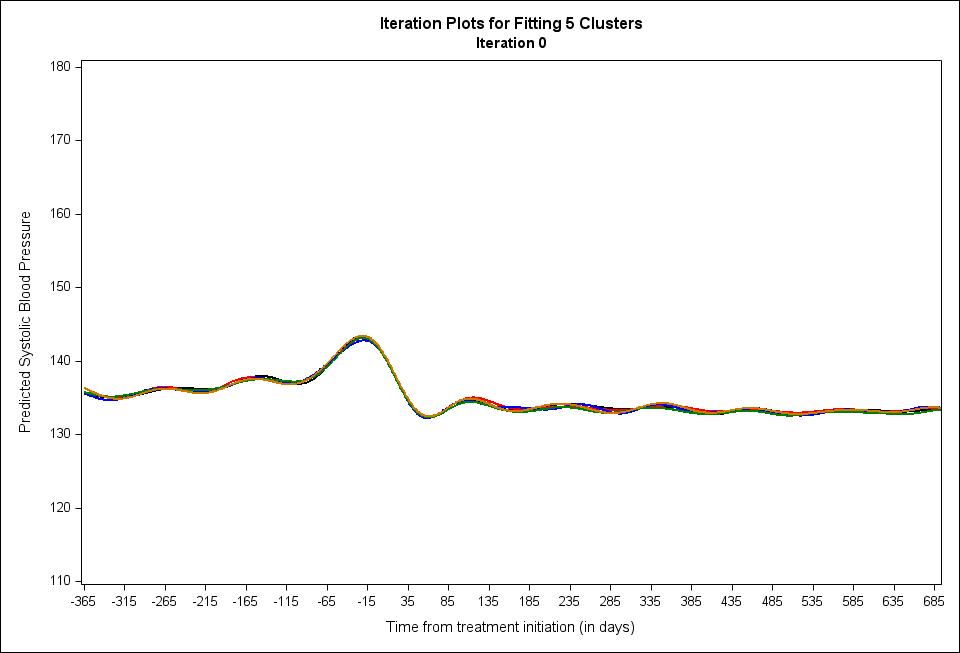 Iteration Plots for Fitting 5 Clusters
Iteration 0
180
170
160
150
140
130
120
110
Predicted Systolic Blood Pressure
-365 -315 -265 -215 -165 -115 -65 -15 35 85 135 185 235 285 335 385 435 485 535 585 635 685
Time from treatment initiation (in days)